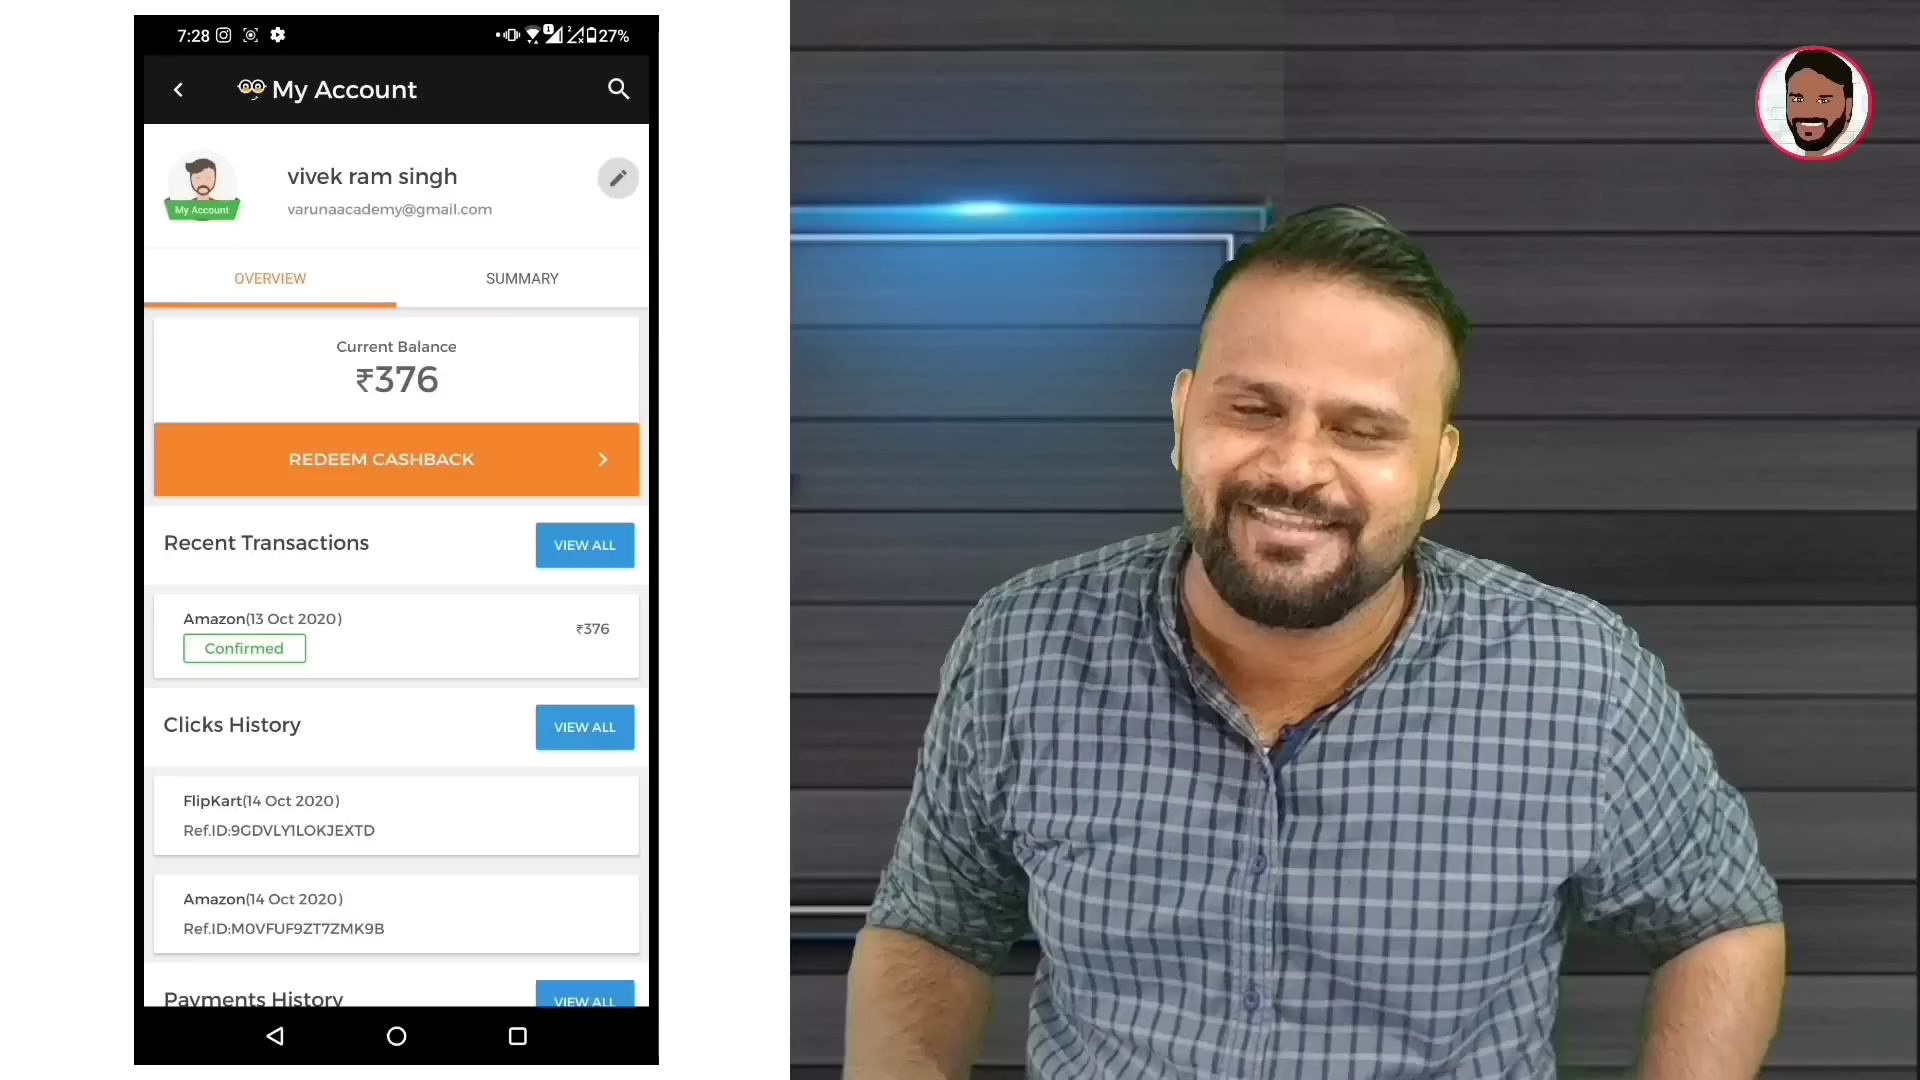 7:28
27%
My Account
vivek ram singh
My Account
varunaacademy@gmail.com
OVERVIEW
SUMMARY
Current Balance
₹376
REDEEM CASHBACK
Recent Transactions
VIEW ALL
Amazon(13 Oct 2020)
₹376
Confirmed
Clicks History
VIEW ALL
FlipKart(14 Oct 2020)
Ref.ID:9GDVLY1LOKJEXTD
Amazon(14 Oct 2020)
Ref.ID:M0VFUF9ZT7ZMK9B
Payments History
VIEW ALL